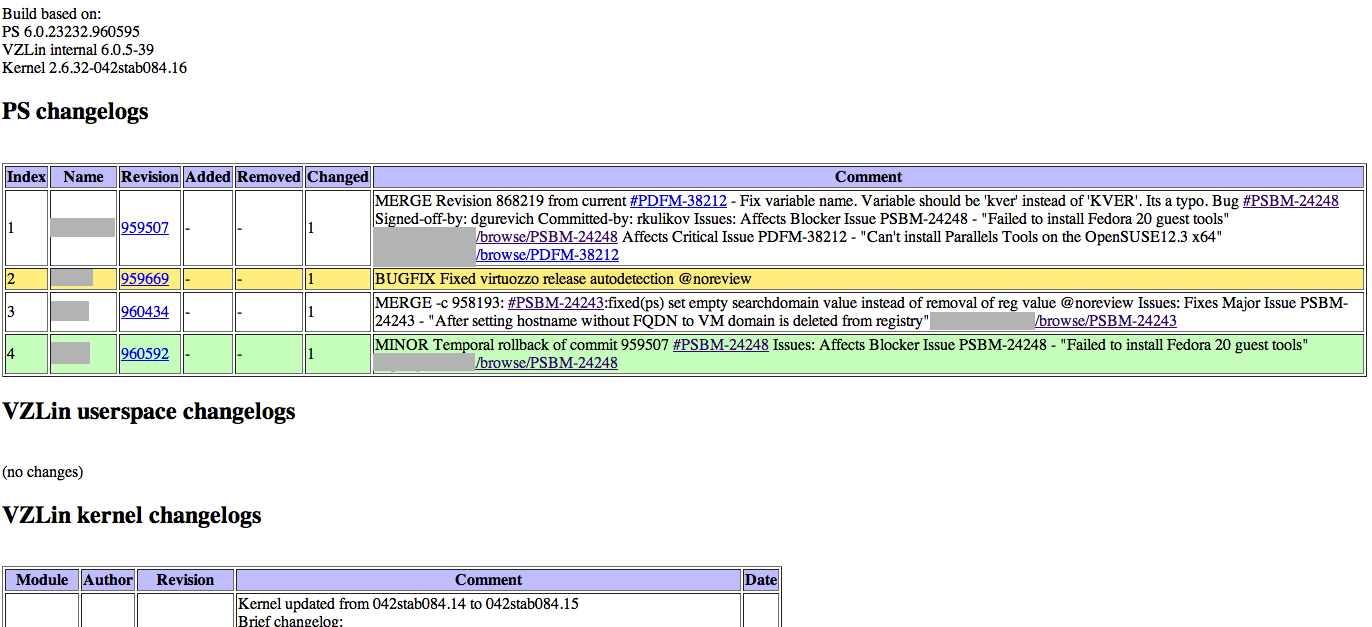 Build based on:
PS 6.0.23232.960595
VZLin internal 6.0.5-39
Kernel 2.6.32-042stab084.16
PS changelogs
Index Name Revision Added Removed Changed Comment
1 959507 - - 1 MERGE Revision 868219 from current #PDFM-38212 - Fix variable name. Variable should be 'kver' instead of 'KVER'. Its a typo. Bug #PSBM-24248
Signed-off-by: dgurevich Committed-by: rkulikov Issues: Affects Blocker Issue PSBM-24248 - "Failed to install Fedora 20 guest tools"
/browse/PSBM-24248 Affects Critical Issue PDFM-38212 - "Can't install Parallels Tools on the OpenSUSE12.3 x64"
/browse/PDFM-38212
2 959669 - - 1 BUGFIX Fixed virtuozzo release autodetection @noreview
3 960434 - - 1 MERGE -c 958193: #PSBM-24243:fixed(ps) set empty searchdomain value instead of removal of reg value @noreview Issues: Fixes Major Issue PSBM-
24243 - "After setting hostname without FQDN to VM domain is deleted from registry" /browse/PSBM-24243
4 960592 - - 1 MINOR Temporal rollback of commit 959507 #PSBM-24248 Issues: Affects Blocker Issue PSBM-24248 - "Failed to install Fedora 20 guest tools"
/browse/PSBM-24248
VZLin userspace changelogs
(no changes)
VZLin kernel changelogs
Module Author Revision Comment Date
Kernel updated from 042stab084.14 to 042stab084.15
Brief changelog: